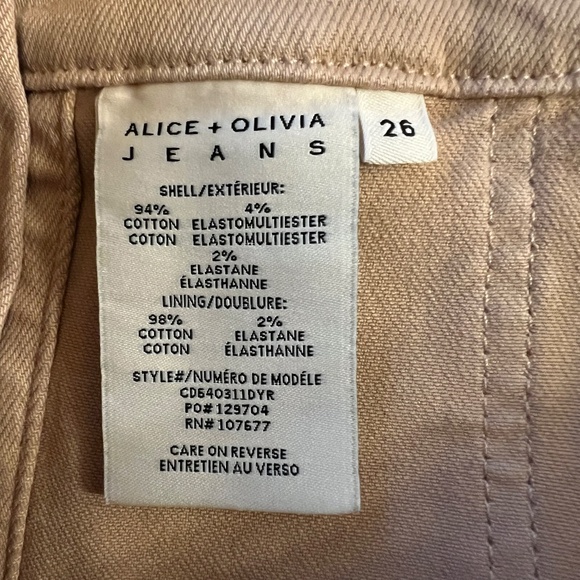 ALICE + OLIVIA
JEANS
26
SHELL/EXTÉRIEUR:
94% 4%
COTTON ELASTOMULTIESTER
COTON ELASTOMULTIESTER
2%
ELASTANE
ÉLASTHANNE
LINING/DOUBLURE:
98% 2%
COTTON ELASTANE
COTON ÉLASTHANNE
STYLE#/NUMÉRO DE MODÉLE
CD640311DYR
PO# 129704
RN# 107677
CARE ON REVERSE
ENTRETIEN AU VERSO